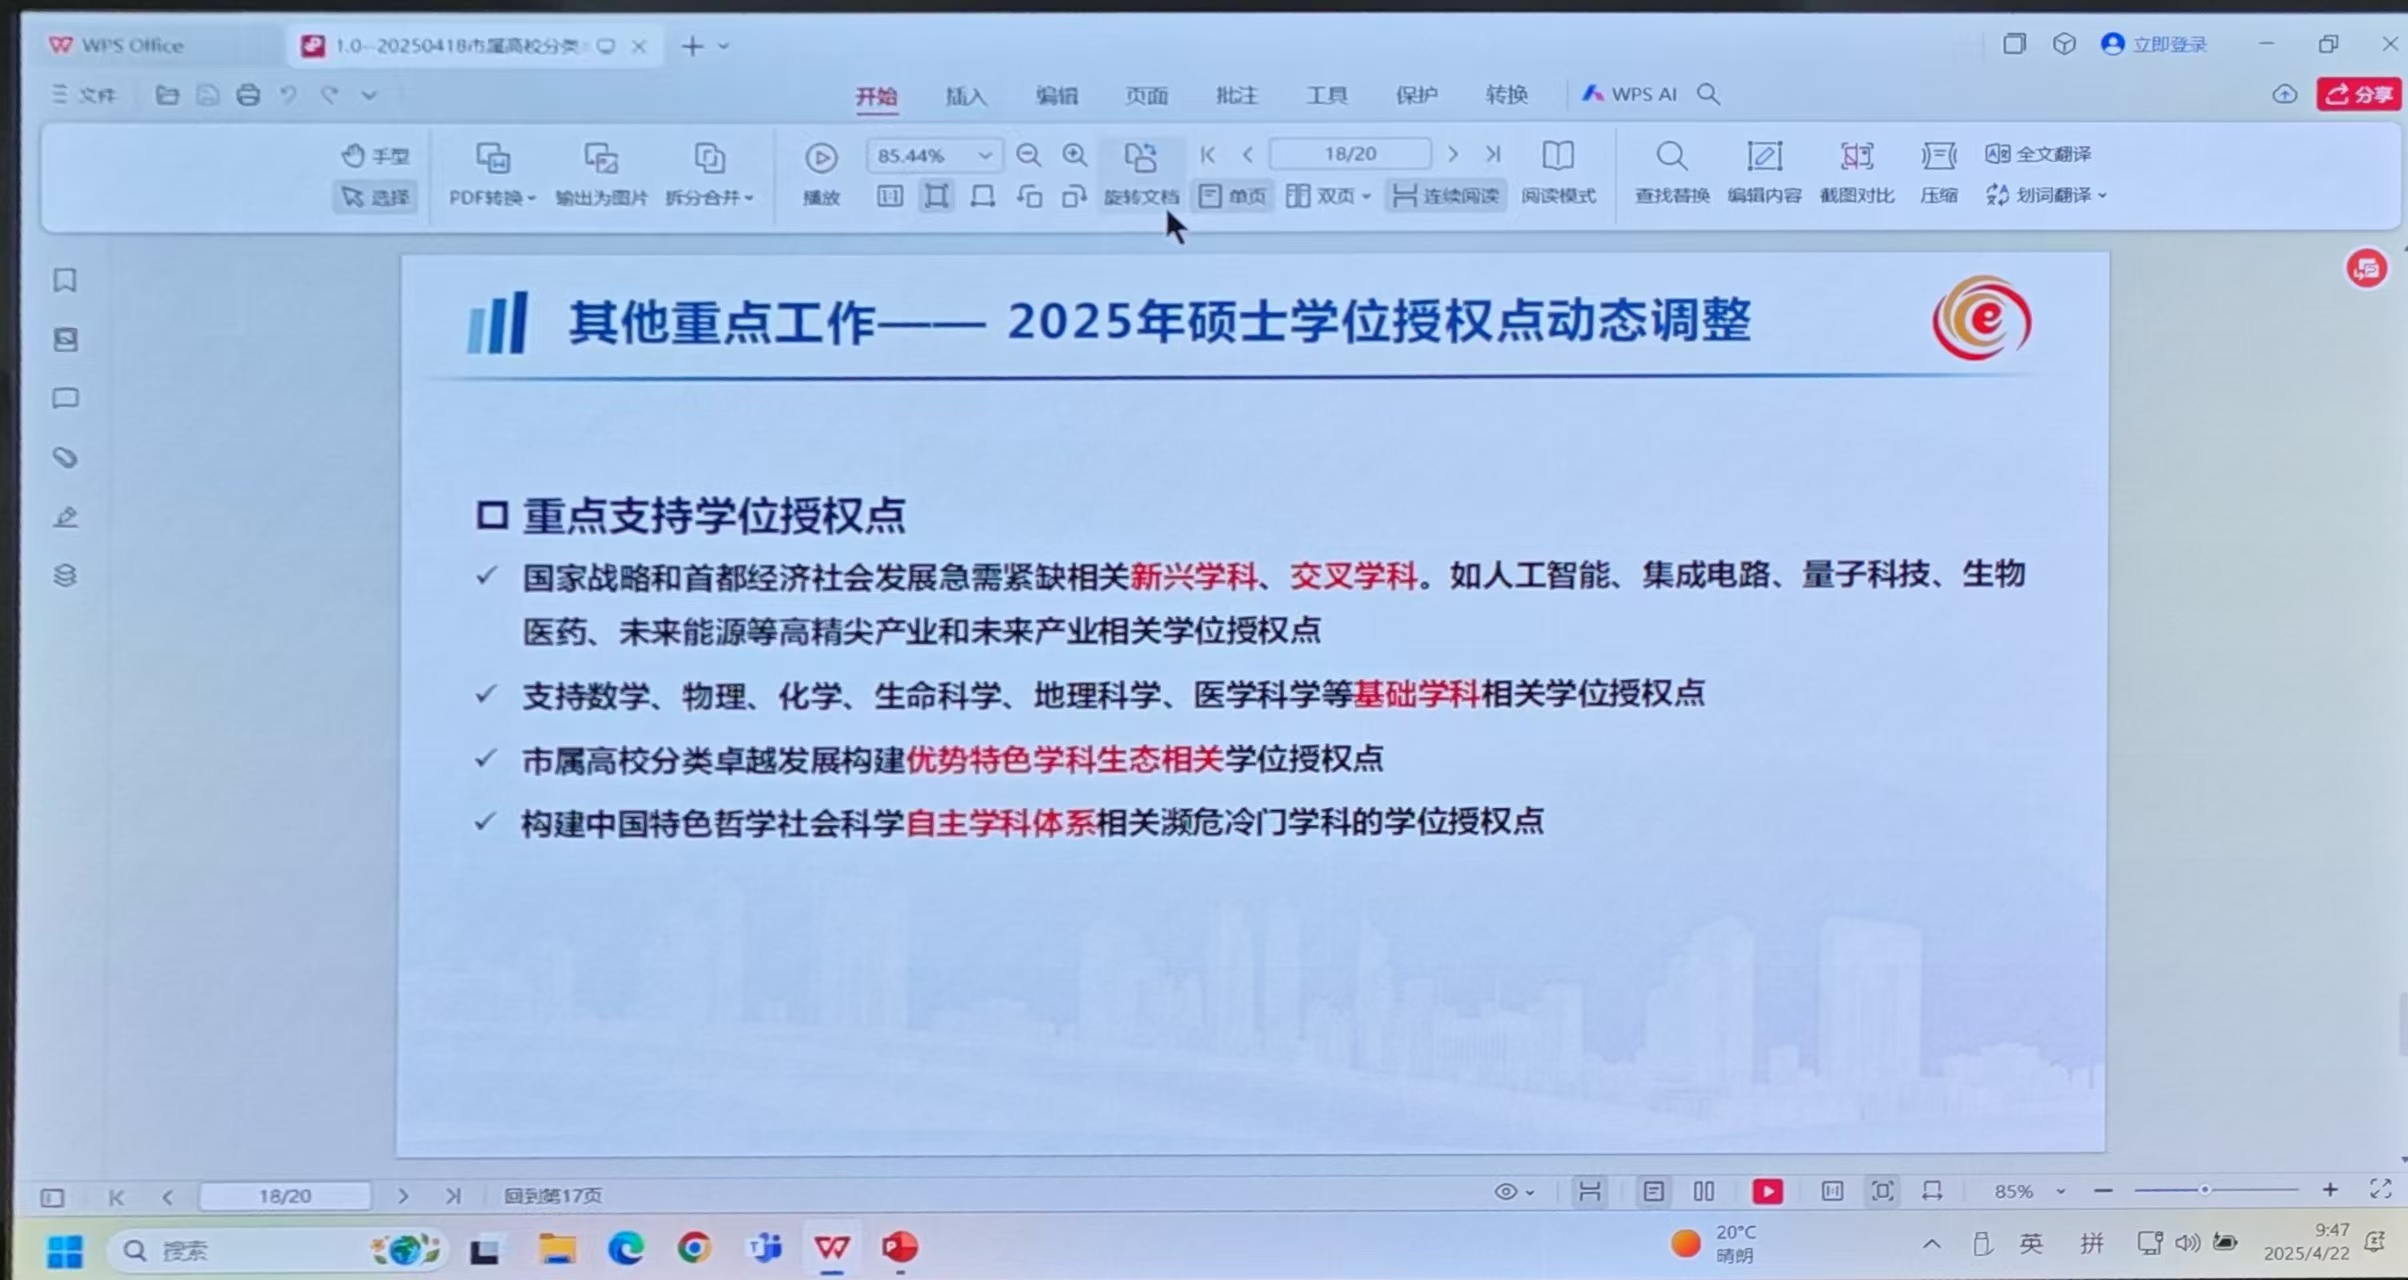 WPS Office
1.0--20250418市属高校分类
立即登录
文件
开始 插入 编辑 页面 批注 工具 保护 转换 WPS AI
分享
手型
85.44%
18/20
全文翻译
选择
PDF转换 输出为图片 拆分合并 播放
旋转文档 单页 双页 连续阅读 阅读模式
查找替换 编辑内容 截图对比 压缩 划词翻译
其他重点工作—— 2025年硕士学位授权点动态调整
e
重点支持学位授权点
✓ 国家战略和首都经济社会发展急需紧缺相关新兴学科、交叉学科。如人工智能、集成电路、量子科技、生物
医药、未来能源等高精尖产业和未来产业相关学位授权点
✓ 支持数学、物理、化学、生命科学、地理科学、医学科学等基础学科相关学位授权点
✓ 市属高校分类卓越发展构建优势特色学科生态相关学位授权点
✓ 构建中国特色哲学社会科学自主学科体系相关濒危冷门学科的学位授权点
18/20
回到第17页
85%
搜索
20°C
晴朗
英
拼
9:47
2025/4/22